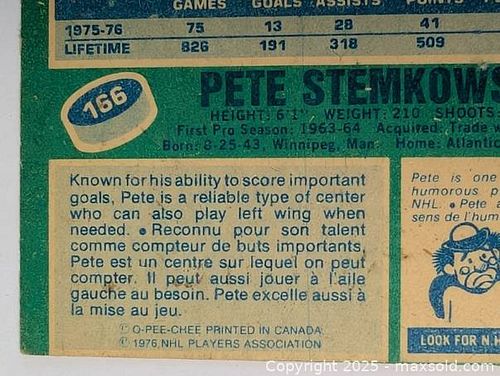 GAMES GOALS ASSISTS POINTS
1975-76 75 13 28 41
LIFETIME 826 191 318 509
166
PETE STEMKOWS
HEIGHT: 6'1" WEIGHT: 210 SHOOTS
First Pro Season: 1963-64 Acquired: Trade
Born: 8-25-43, Winnipeg, Man. Home: Atlantic
Known for his ability to score important
goals, Pete is a reliable type of center
who can also play left wing when
needed. • Reconnu pour son talent
comme compteur de buts importants,
Pete est un centre sur lequel on peut
compter. Il peut aussi jouer à l'aile
gauche au besoin. Pete excelle aussi à
la mise au jeu.
© O-PEE-CHEE PRINTED IN CANADA
© 1976 NHL PLAYERS ASSOCIATION
Pete is one
humorous p
NHL. • Pete
sens de l'hum
LOOK FOR N.H
Copyright 2025 - maxsold.com